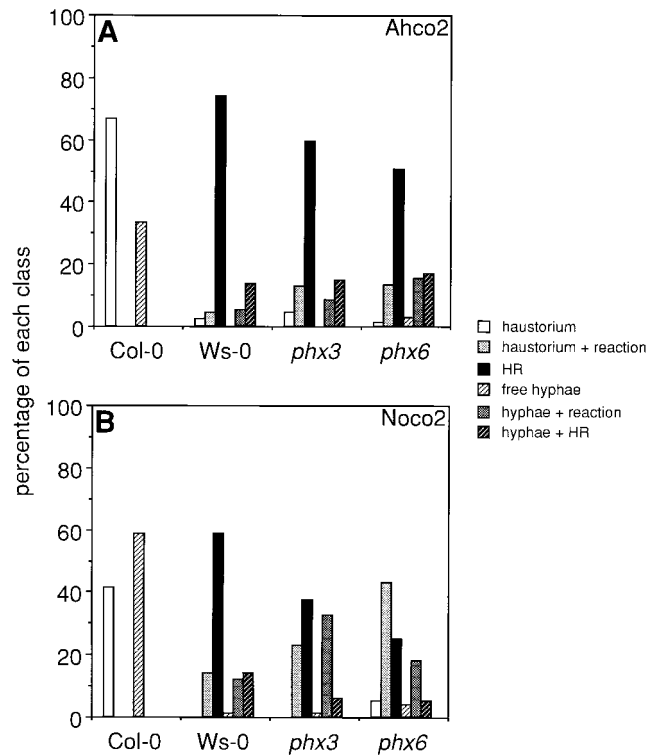 A
Ahco2
100
80
60
40
20
0
Col-0 Ws-0 phx3 phx6
percentage of each class
haustorium
haustorium + reaction
HR
free hyphae
hyphae + reaction
hyphae + HR
B
Noco2
100
80
60
40
20
0
Col-0 Ws-0 phx3 phx6